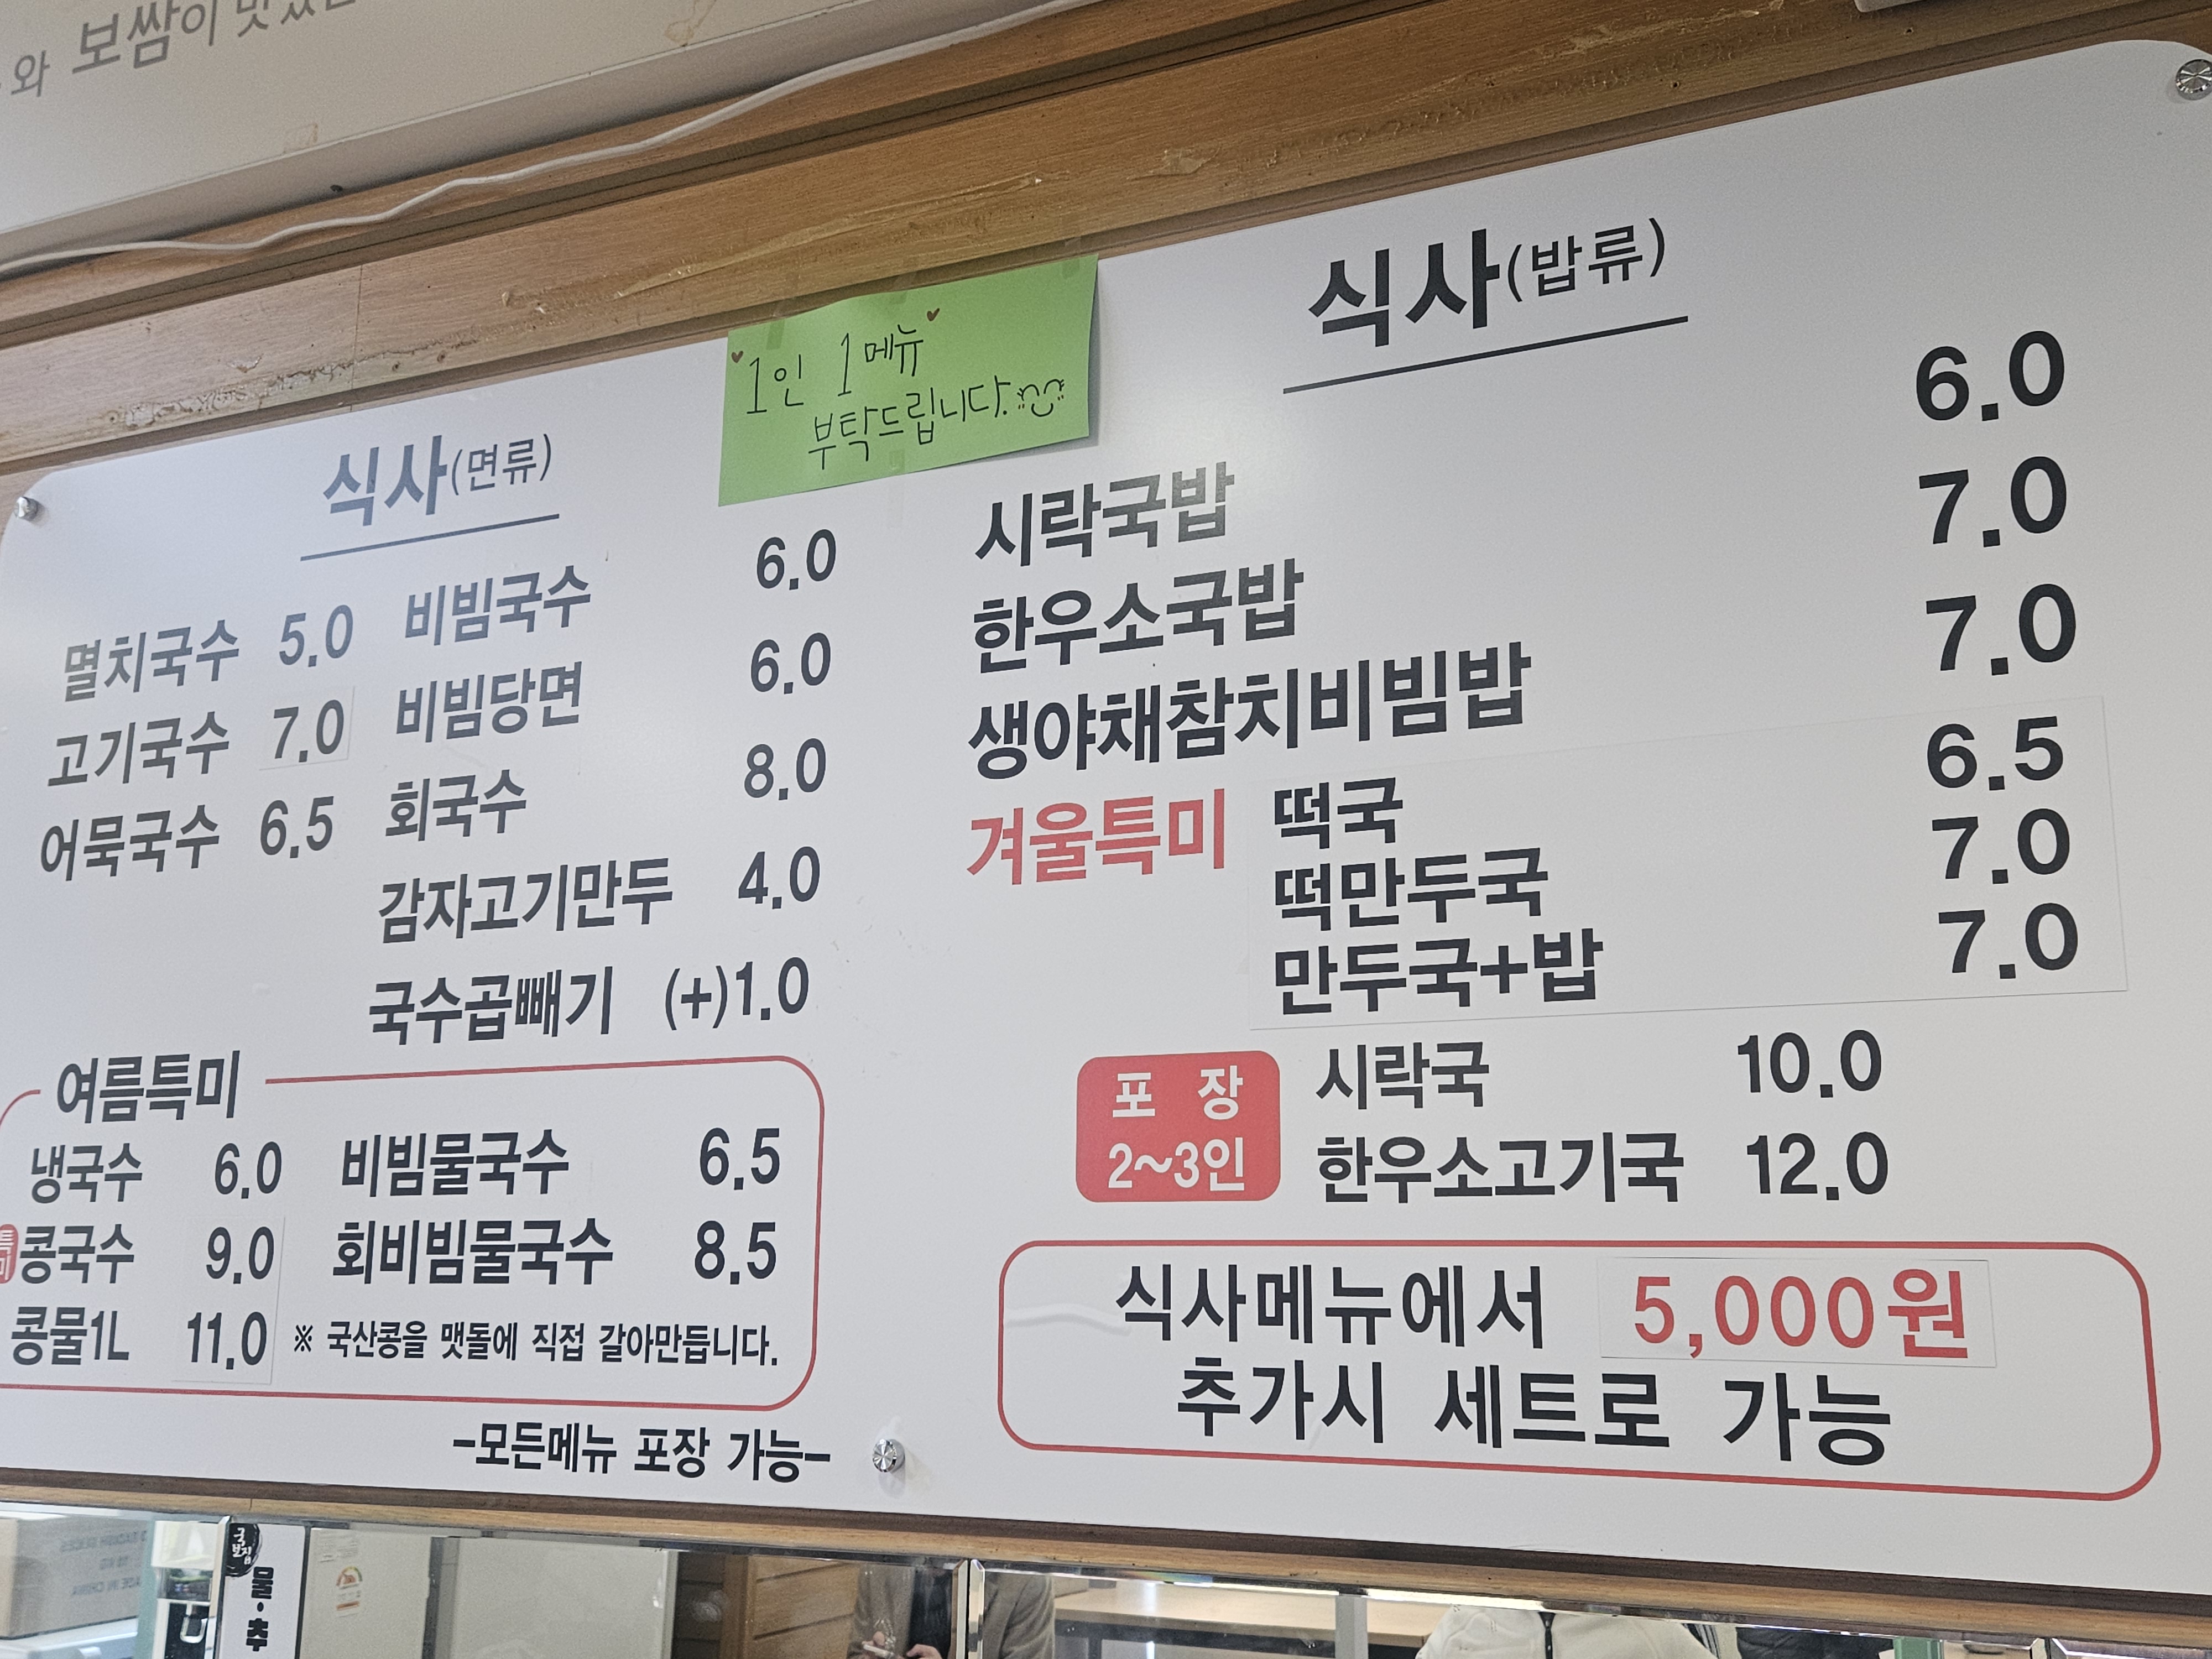 와 보쌈이
1인 1메뉴
부탁드립니다.
식사(면류)
멸치국수 5.0 비빔국수 6.0
고기국수 7.0 비빔당면 6.0
어묵국수 6.5 회국수 8.0
감자고기만두 4.0
국수곱빼기 (+)1.0
여름특미
냉국수 6.0 비빔물국수 6.5
콩국수 9.0 회비빔물국수 8.5
콩물1L 11.0 ※ 국산콩을 맷돌에 직접 갈아만듭니다.
-모든메뉴 포장 가능-
식사(밥류)
시락국밥 6.0
한우소국밥 7.0
생야채참치비빔밥 7.0
겨울특미 떡국 6.5
떡만두국 7.0
만두국+밥 7.0
포 장 시락국 10.0
2~3인 한우소고기국 12.0
식사메뉴에서 5,000원
추가시 세트로 가능
물·추